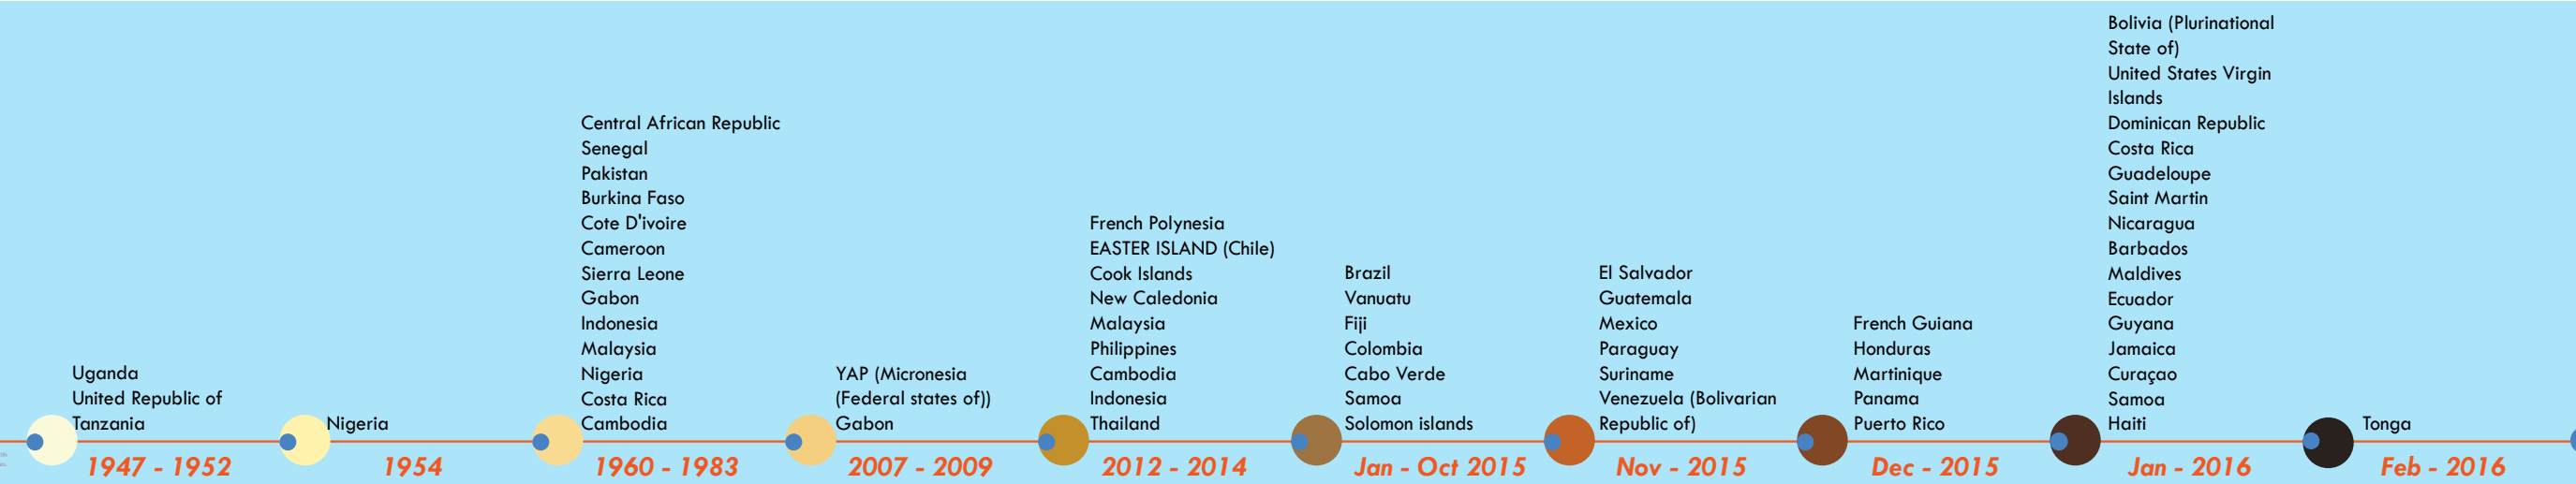 Uganda
United Republic of
Tanzania
1947 - 1952
Nigeria
1954
Central African Republic
Senegal
Pakistan
Burkina Faso
Cote D'ivoire
Cameroon
Sierra Leone
Gabon
Indonesia
Malaysia
Nigeria
Costa Rica
Cambodia
1960 - 1983
YAP (Micronesia
(Federal states of))
Gabon
2007 - 2009
French Polynesia
EASTER ISLAND (Chile)
Cook Islands
New Caledonia
Malaysia
Philippines
Cambodia
Indonesia
Thailand
2012 - 2014
Brazil
Vanuatu
Fiji
Colombia
Cabo Verde
Samoa
Solomon islands
Jan - Oct 2015
El Salvador
Guatemala
Mexico
Paraguay
Suriname
Venezuela (Bolivarian
Republic of)
Nov - 2015
French Guiana
Honduras
Martinique
Panama
Puerto Rico
Dec - 2015
Bolivia (Plurinational
State of)
United States Virgin
Islands
Dominican Republic
Costa Rica
Guadeloupe
Saint Martin
Nicaragua
Barbados
Maldives
Ecuador
Guyana
Jamaica
Curaçao
Samoa
Haiti
Jan - 2016
Tonga
Feb - 2016